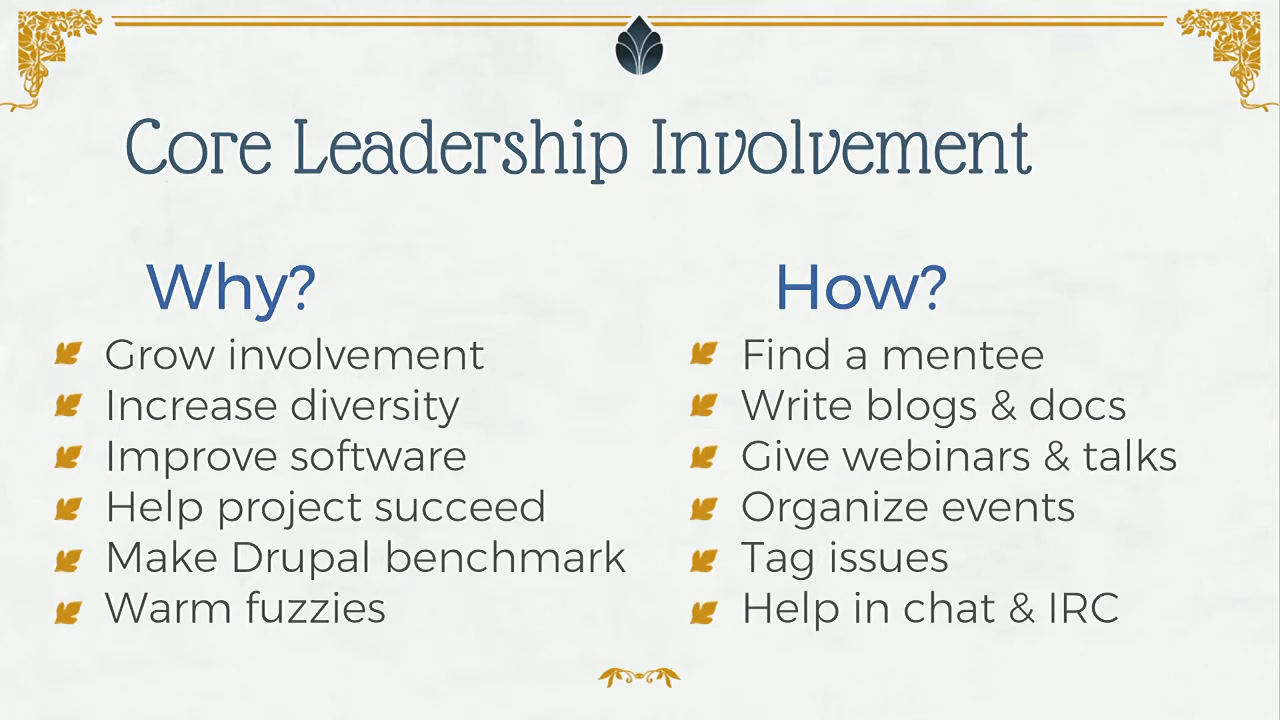 Core Leadership Involvement
Why?
Grow involvement
Increase diversity
Improve software
Help project succeed
Make Drupal benchmark
Warm fuzzies
How?
Find a mentee
Write blogs & docs
Give webinars & talks
Organize events
Tag issues
Help in chat & IRC